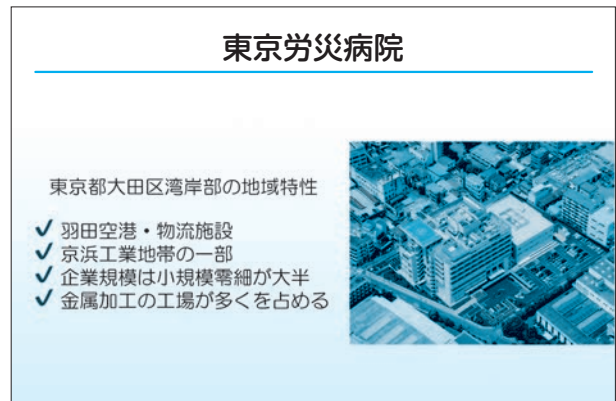 東京労災病院
東京都大田区湾岸部の地域特性
✓ 羽田空港・物流施設
✓ 京浜工業地帯の一部
✓ 企業規模は小規模零細が大半
✓ 金属加工の工場が多くを占める